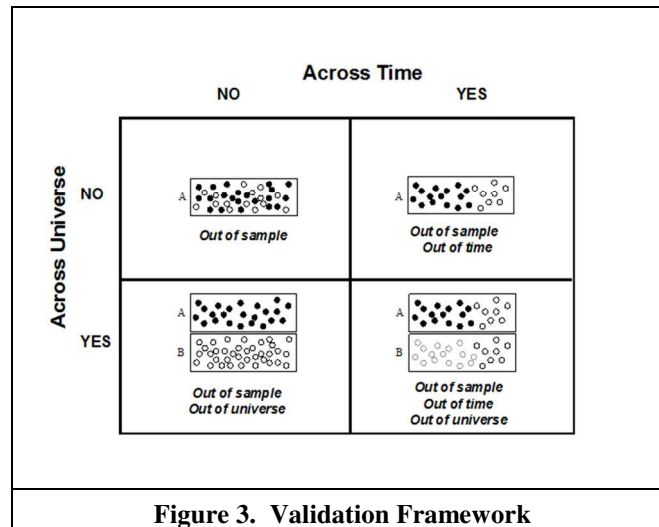 Across Time
NO YES
Across Universe
NO
A
Out of sample
A
Out of sample
Out of time
YES
A
B
Out of sample
Out of universe
A
B
Out of sample
Out of time
Out of universe
Figure 3. Validation Framework